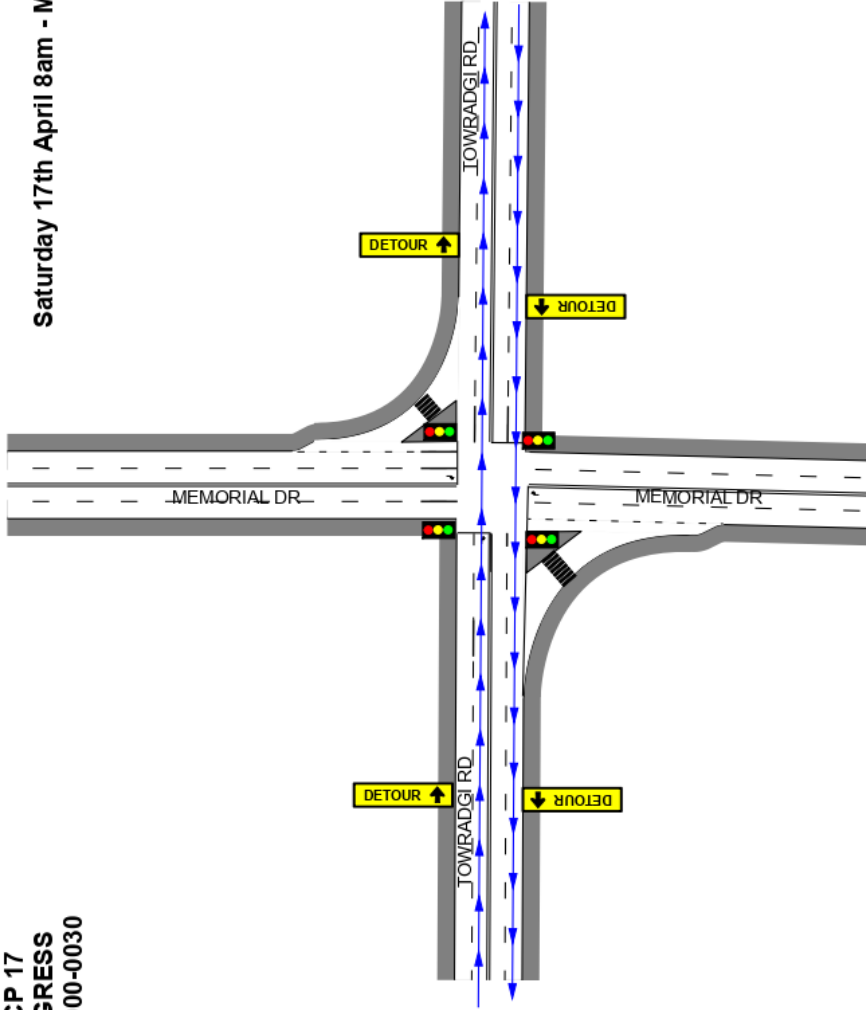 Saturday 17th April 8am - M
TOWRADGI RD
DETOUR
DETOUR
MEMORIAL DR
MEMORIAL DR
DETOUR
DETOUR
TOWRADGI RD
CP 17
GRESS
00-0030